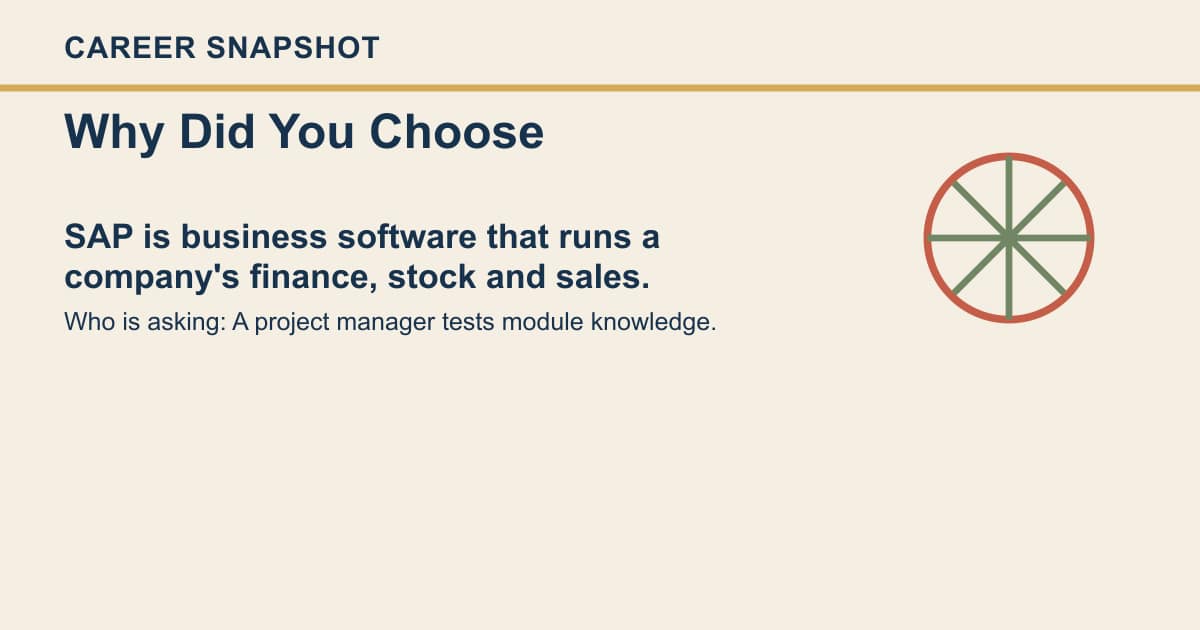 CAREER SNAPSHOT
Why Did You Choose
SAP is business software that runs a
company's finance, stock and sales.
Who is asking: A project manager tests module knowledge.